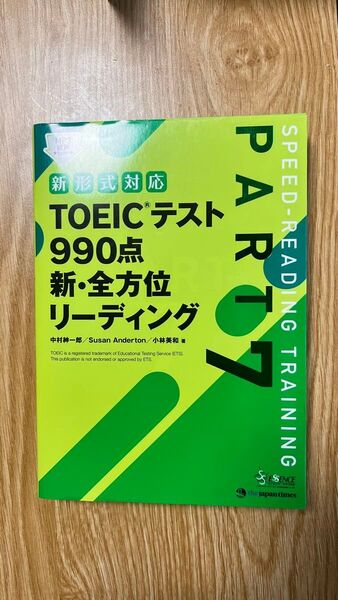 新形式対応
TOEIC®テスト
990点
新・全方位
リーディング
中村紳一郎／Susan Anderton／小林美和 著
TOEIC is a registered trademark of Educational Testing Service (ETS).
This publication is not endorsed or approved by ETS.
PART 7
SPEED-READING TRAINING
ESSENCE
the japan times